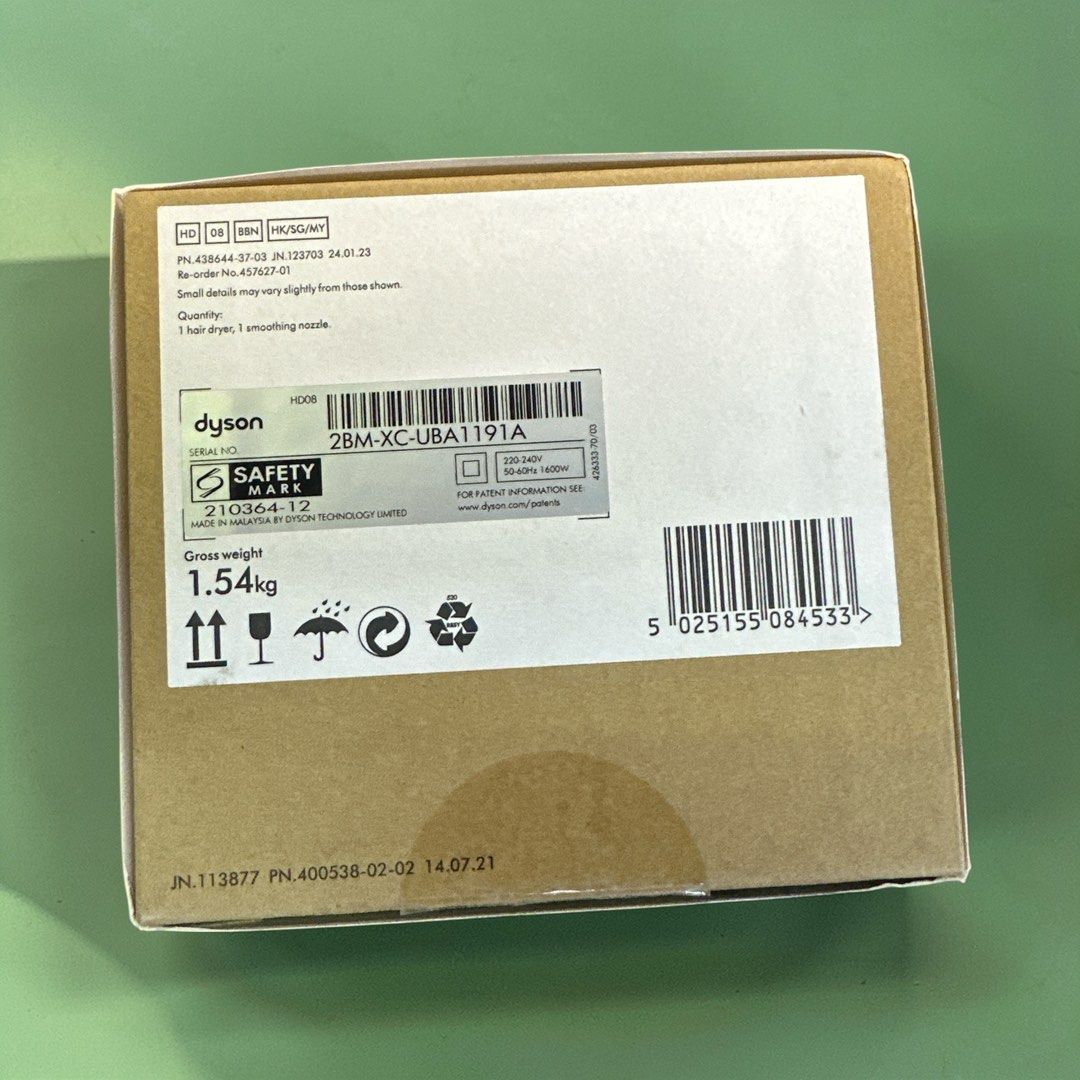 HD 08 BBN HK/SG/MY
PN.438644-37-03 JN.123703 24.01.23
Re-order No.457627-01
Small details may vary slightly from those shown.
Quantity:
1 hair dryer, 1 smoothing nozzle.
dyson HD08
2BM-XC-UBA1191A
SERIAL NO.
SAFETY
MARK
210364-12
MADE IN MALAYSIA BY DYSON TECHNOLOGY LIMITED
220-240V
50-60Hz 1600W
FOR PATENT INFORMATION SEE:
www.dyson.com/patents
426333-70/03
Gross weight
1.54kg
EASY
5 025155 084533 >
JN.113877 PN.400538-02-02 14.07.21